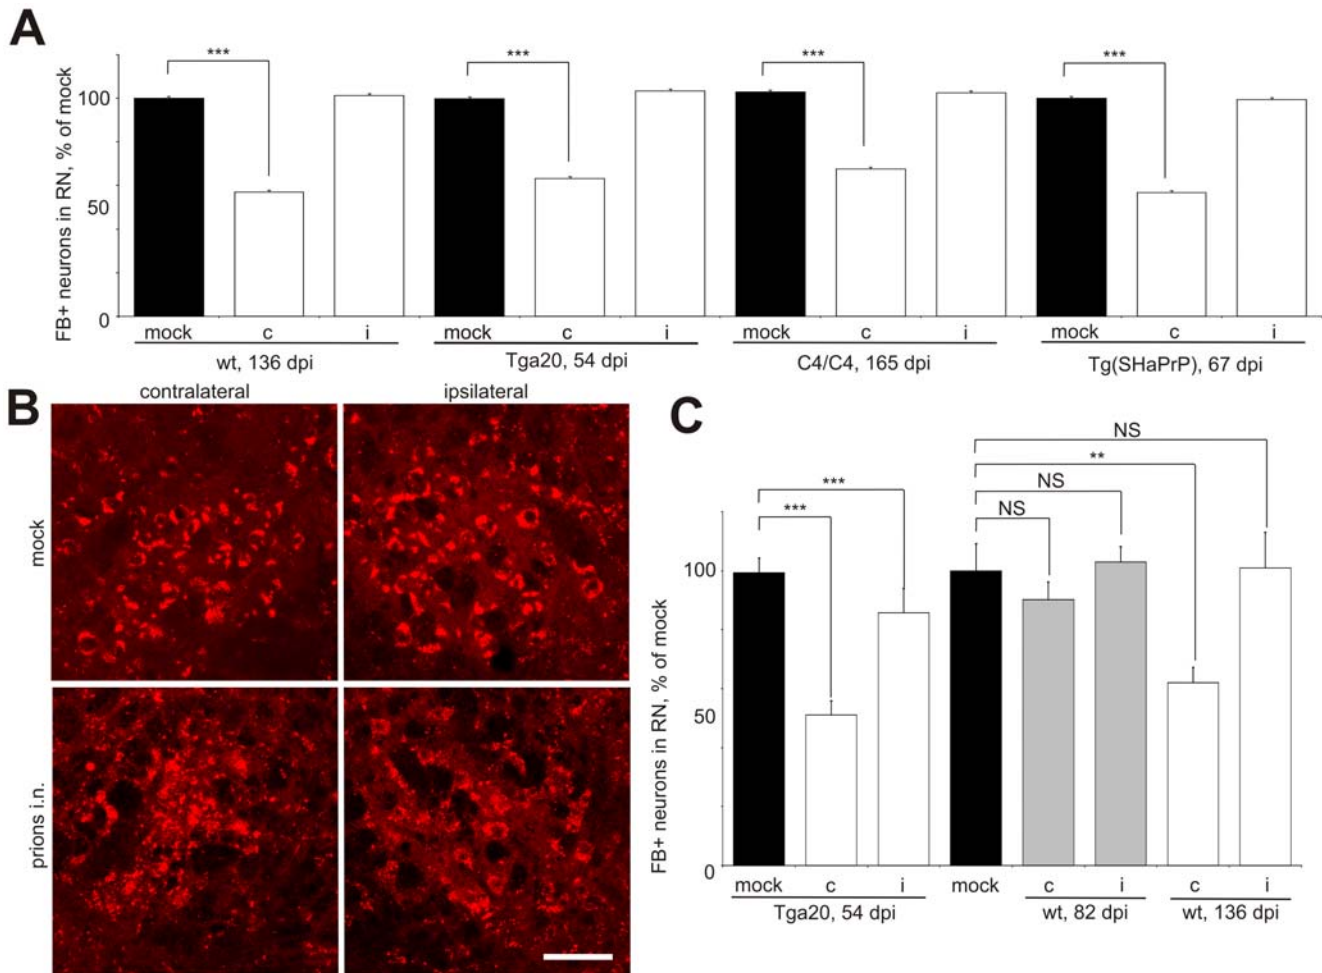 A
*** *** *** ***
FB+ neurons in RN, % of mock
100
50
0
mock c i mock c i mock c i mock c i
wt, 136 dpi Tga20, 54 dpi C4/C4, 165 dpi Tg(SHaPrP), 67 dpi
B
contralateral ipsilateral
mock
prions i.n.
C
NS
**
NS
NS
***
***
FB+ neurons in RN, % of mock
100
50
0
mock c i mock c i c i
Tga20, 54 dpi wt, 82 dpi wt, 136 dpi